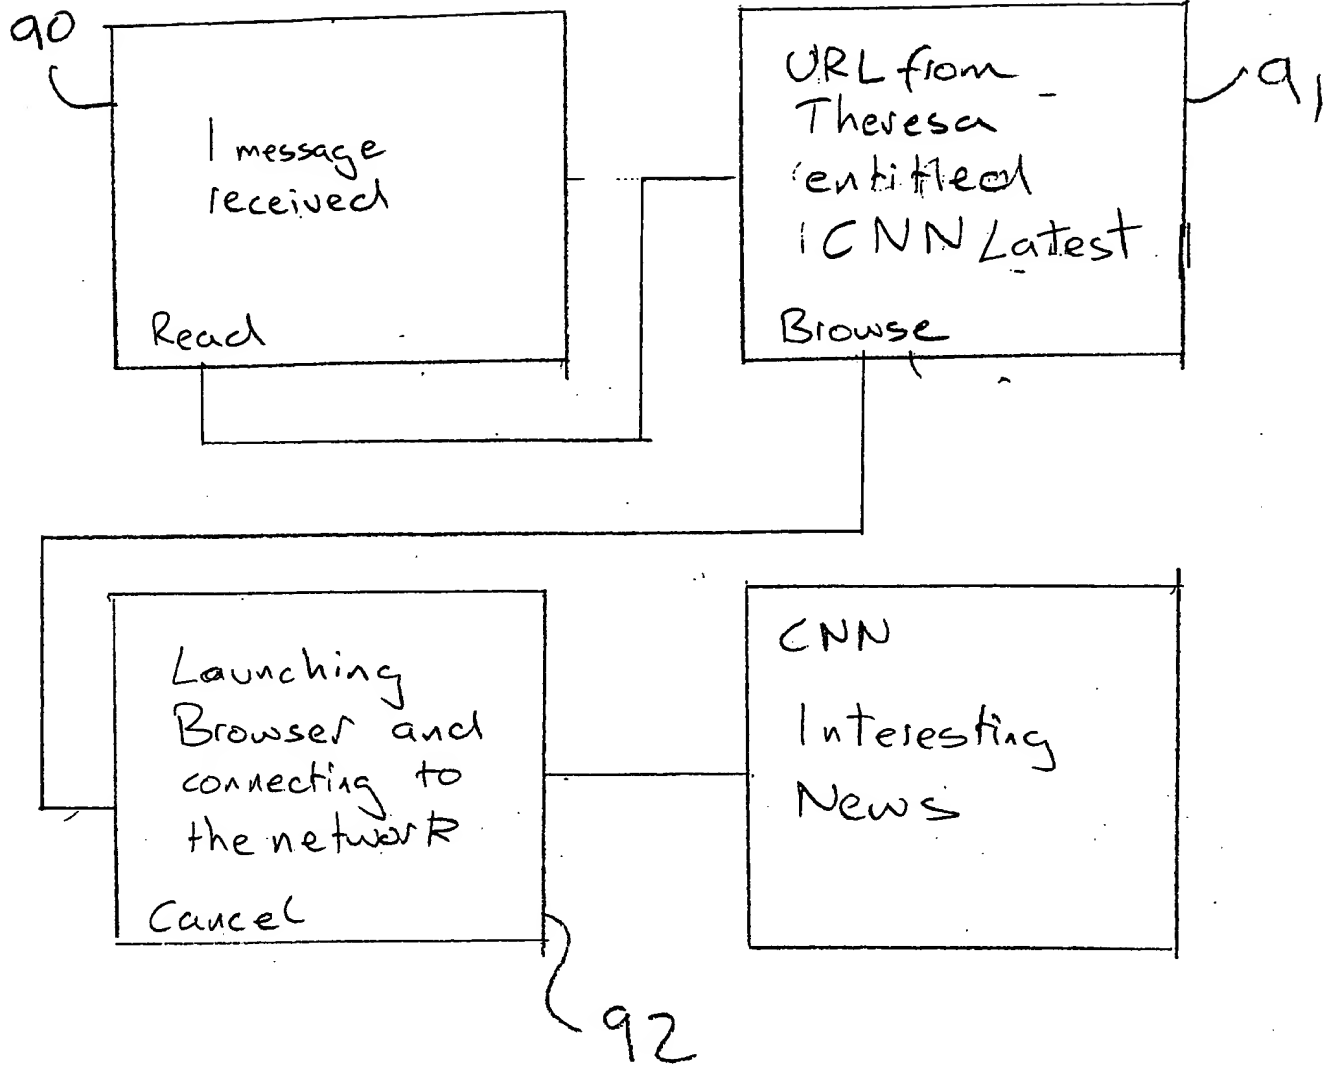 90
1 message
received
Read
URL from
Theresa
entitled
CNN Latest
Browse
91
Launching
Browser and
connecting to
the network
Cancel
92
CNN
Interesting
News